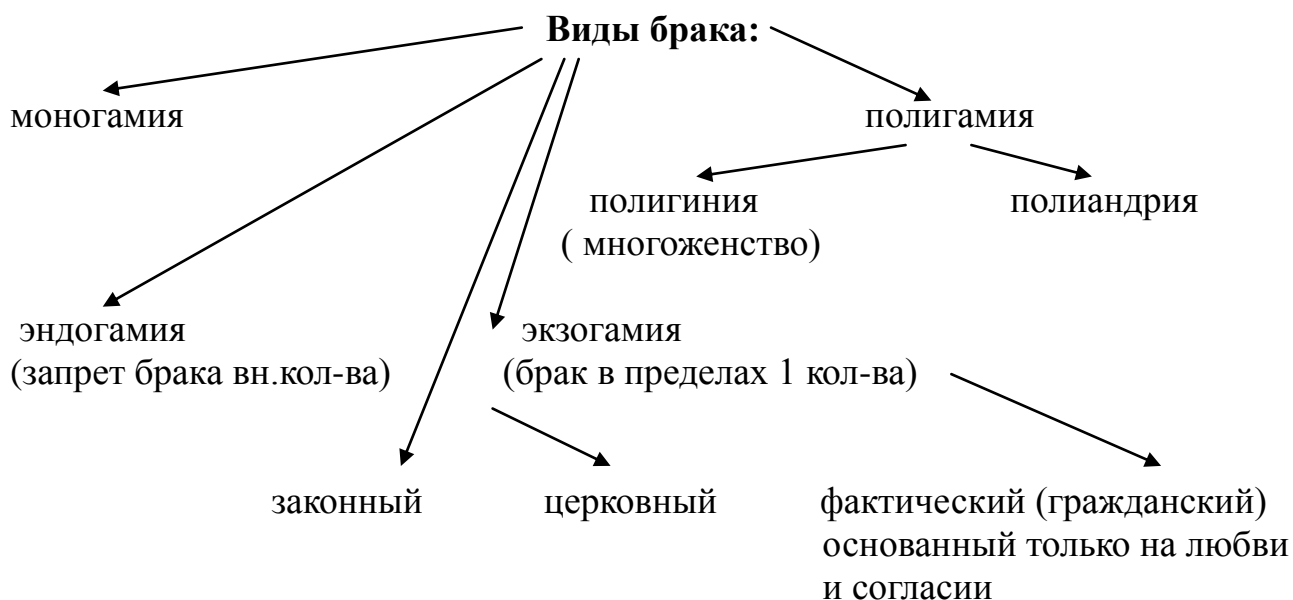 Виды брака:
моногамия полигамия
полигиния полиандрия
( многоженство)
эндогамия экзогамия
(запрет брака вн.кол-ва) (брак в пределах 1 кол-ва)
законный церковный фактический (гражданский)
основанный только на любви
и согласии